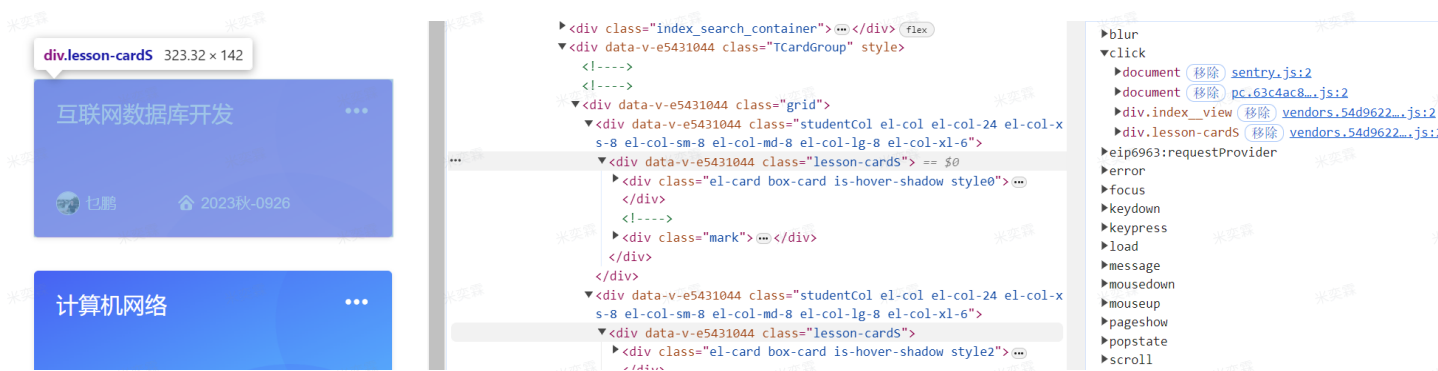 div.lesson-cardS 323.32 × 142
互联网数据库开发
乜鹏 2023秋-0926
计算机网络
<div class="index_search_container"> … </div> flex
<div data-v-e5431044 class="TCardGroup" style>
<!---->
<!---->
<div data-v-e5431044 class="grid">
<div data-v-e5431044 class="studentCol el-col el-col-24 el-col-x
s-8 el-col-sm-8 el-col-md-8 el-col-lg-8 el-col-xl-6">
<div data-v-e5431044 class="lesson-cardS"> == $0
<div class="el-card box-card is-hover-shadow style0"> …
</div>
<!---->
<div class="mark"> … </div>
</div>
</div>
<div data-v-e5431044 class="studentCol el-col el-col-24 el-col-x
s-8 el-col-sm-8 el-col-md-8 el-col-lg-8 el-col-xl-6">
<div data-v-e5431044 class="lesson-cardS">
<div class="el-card box-card is-hover-shadow style2"> …
</div>
blur
click
document 移除 sentry.js:2
document 移除 pc.63c4ac8….js:2
div.index__view 移除 vendors.54d9622….js:2
div.lesson-cardS 移除 vendors.54d9622….js:
eip6963:requestProvider
error
focus
keydown
keypress
load
message
mousedown
mouseup
pageshow
popstate
scroll
米奕霖